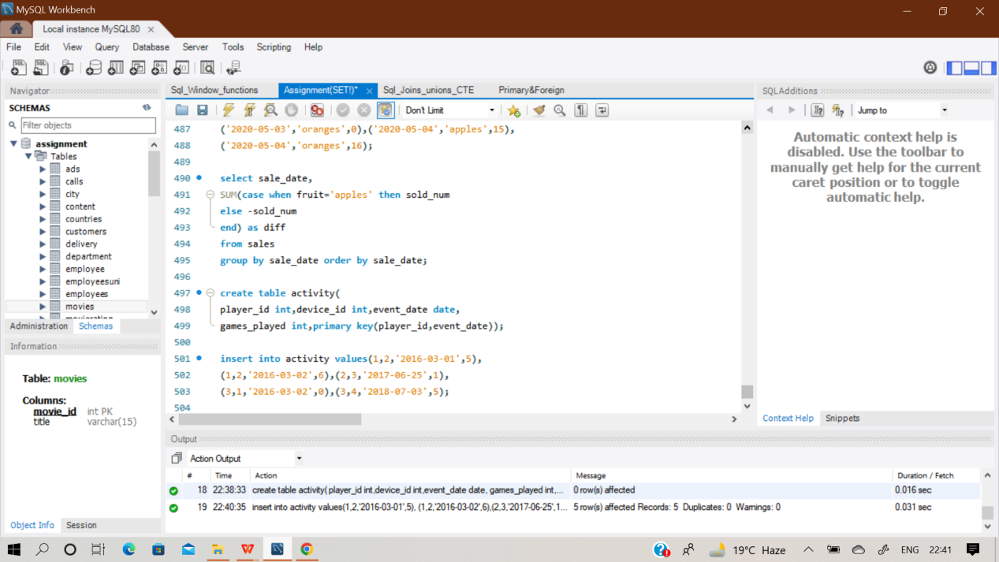 MySQL Workbench
Local instance MySQL80
File Edit View Query Database Server Tools Scripting Help
Navigator
SCHEMAS
Filter objects
assignment
Tables
ads
calls
city
content
countries
customers
delivery
department
employee
employeesuni
employees
movies
movierating
Administration Schemas
Information
Table: movies
Columns:
movie_id int PK
title varchar(15)
Object Info Session
Sql_Window_functions Assignment(SET!)* Sql_Joins_unions_CTE Primary&Foreign
Don't Limit
487 ('2020-05-03','oranges',0),('2020-05-04','apples',15),
488 ('2020-05-04','oranges',16);
489
490 select sale_date,
491 SUM(case when fruit='apples' then sold_num
492 else -sold_num
493 end) as diff
494 from sales
495 group by sale_date order by sale_date;
496
497 create table activity(
498 player_id int,device_id int,event_date date,
499 games_played int,primary key(player_id,event_date));
500
501 insert into activity values(1,2,'2016-03-01',5),
502 (1,2,'2016-03-02',6),(2,3,'2017-06-25',1),
503 (3,1,'2016-03-02',0),(3,4,'2018-07-03',5);
504
SQLAdditions
Jump to
Automatic context help is
disabled. Use the toolbar to
manually get help for the current
caret position or to toggle
automatic help.
Context Help Snippets
Output
Action Output
# Time Action Message Duration / Fetch
18 22:38:33 create table activity( player_id int,device_id int,event_date date, games_played int,... 0 row(s) affected 0.016 sec
19 22:40:35 insert into activity values(1,2,'2016-03-01',5), (1,2,'2016-03-02',6),(2,3,'2017-06-25',1... 5 row(s) affected Records: 5 Duplicates: 0 Warnings: 0 0.031 sec
19°C Haze ENG 22:41